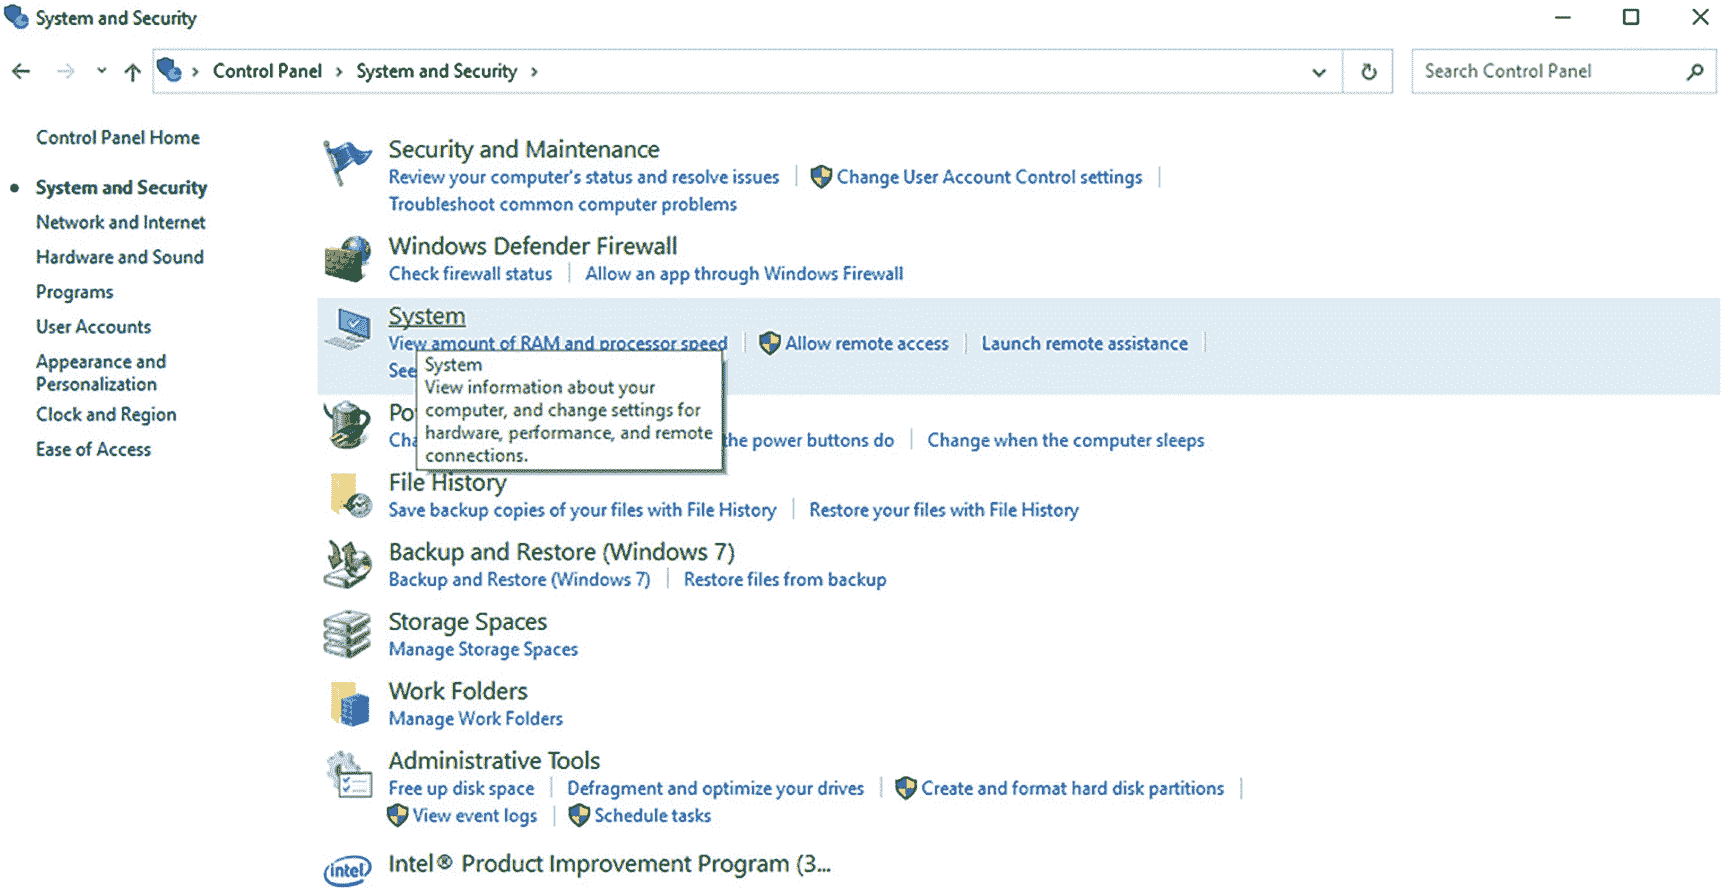 System and Security
Control Panel
System and Security
Search Control Panel
Control Panel Home
System and Security
Network and Internet
Hardware and Sound
Programs
User Accounts
Appearance and
Personalization
Clock and Region
Ease of Access
Security and Maintenance
Review your computer's status and resolve issues
Change User Account Control settings
Troubleshoot common computer problems
Windows Defender Firewall
Check firewall status
Allow an app through Windows Firewall
System
View amount of RAM and processor speed
Allow remote access
Launch remote assistance
See
System
View information about your
computer, and change settings for
hardware, performance, and remote
connections.
the power buttons do
Change when the computer sleeps
File History
Save backup copies of your files with File History
Restore your files with File History
Backup and Restore (Windows 7)
Backup and Restore (Windows 7)
Restore files from backup
Storage Spaces
Manage Storage Spaces
Work Folders
Manage Work Folders
Administrative Tools
Free up disk space
Defragment and optimize your drives
Create and format hard disk partitions
View event logs
Schedule tasks
intel
Intel® Product Improvement Program (3...